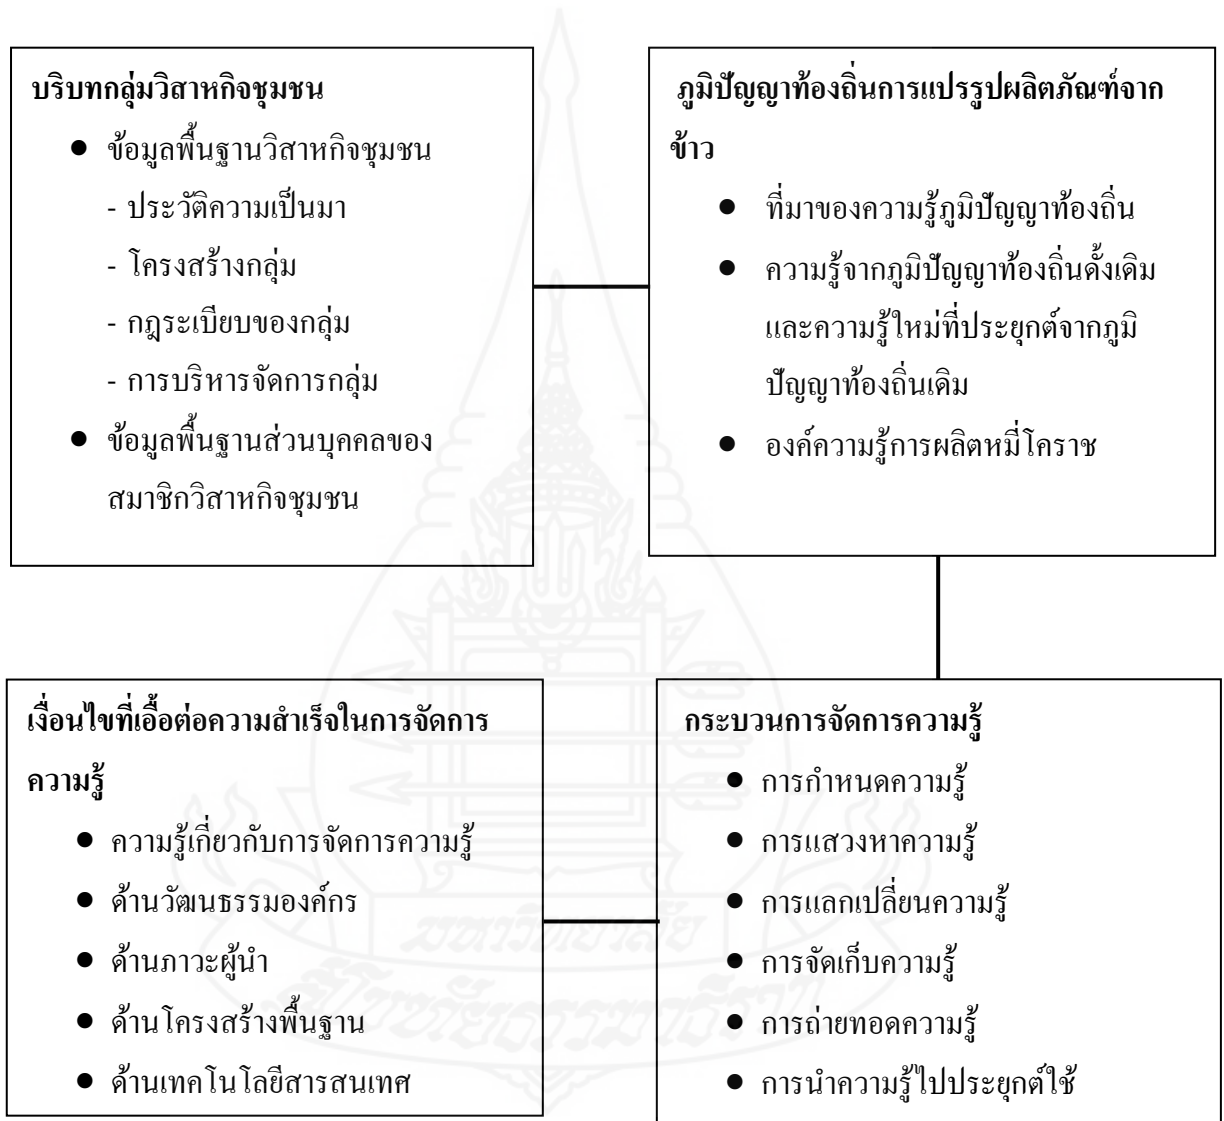 บริบทกลุ่มวิสาหกิจชุมชน
● ข้อมูลพื้นฐานวิสาหกิจชุมชน
- ประวัติความเป็นมา
- โครงสร้างกลุ่ม
- กฎระเบียบของกลุ่ม
- การบริหารจัดการกลุ่ม
● ข้อมูลพื้นฐานส่วนบุคคลของ
สมาชิกวิสาหกิจชุมชน
ภูมิปัญญาท้องถิ่นการแปรรูปผลิตภัณฑ์จาก
ข้าว
● ที่มาของความรู้ภูมิปัญญาท้องถิ่น
● ความรู้จากภูมิปัญญาท้องถิ่นดั้งเดิม
และความรู้ใหม่ที่ประยุกต์จากภูมิ
ปัญญาท้องถิ่นเดิม
● องค์ความรู้การผลิตหมี่โคราช
เงื่อนไขที่เอื้อต่อความสำเร็จในการจัดการ
ความรู้
● ความรู้เกี่ยวกับการจัดการความรู้
● ด้านวัฒนธรรมองค์กร
● ด้านภาวะผู้นำ
● ด้านโครงสร้างพื้นฐาน
● ด้านเทคโนโลยีสารสนเทศ
กระบวนการจัดการความรู้
● การกำหนดความรู้
● การแสวงหาความรู้
● การแลกเปลี่ยนความรู้
● การจัดเก็บความรู้
● การถ่ายทอดความรู้
● การนำความรู้ไปประยุกต์ใช้
มหาวิทยาลัย
สุโขทัยธรรมาธิราช